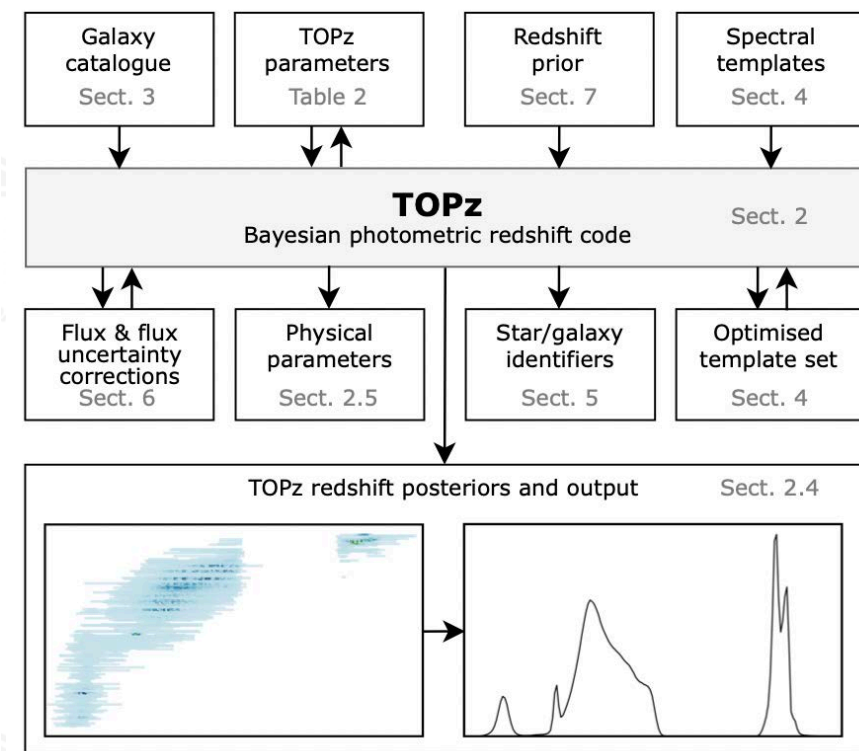 Galaxy
catalogue
Sect. 3
TOPz
parameters
Table 2
Redshift
prior
Sect. 7
Spectral
templates
Sect. 4
TOPz
Bayesian photometric redshift code
Sect. 2
Flux & flux
uncertainty
corrections
Sect. 6
Physical
parameters
Sect. 2.5
Star/galaxy
identifiers
Sect. 5
Optimised
template set
Sect. 4
TOPz redshift posteriors and output
Sect. 2.4